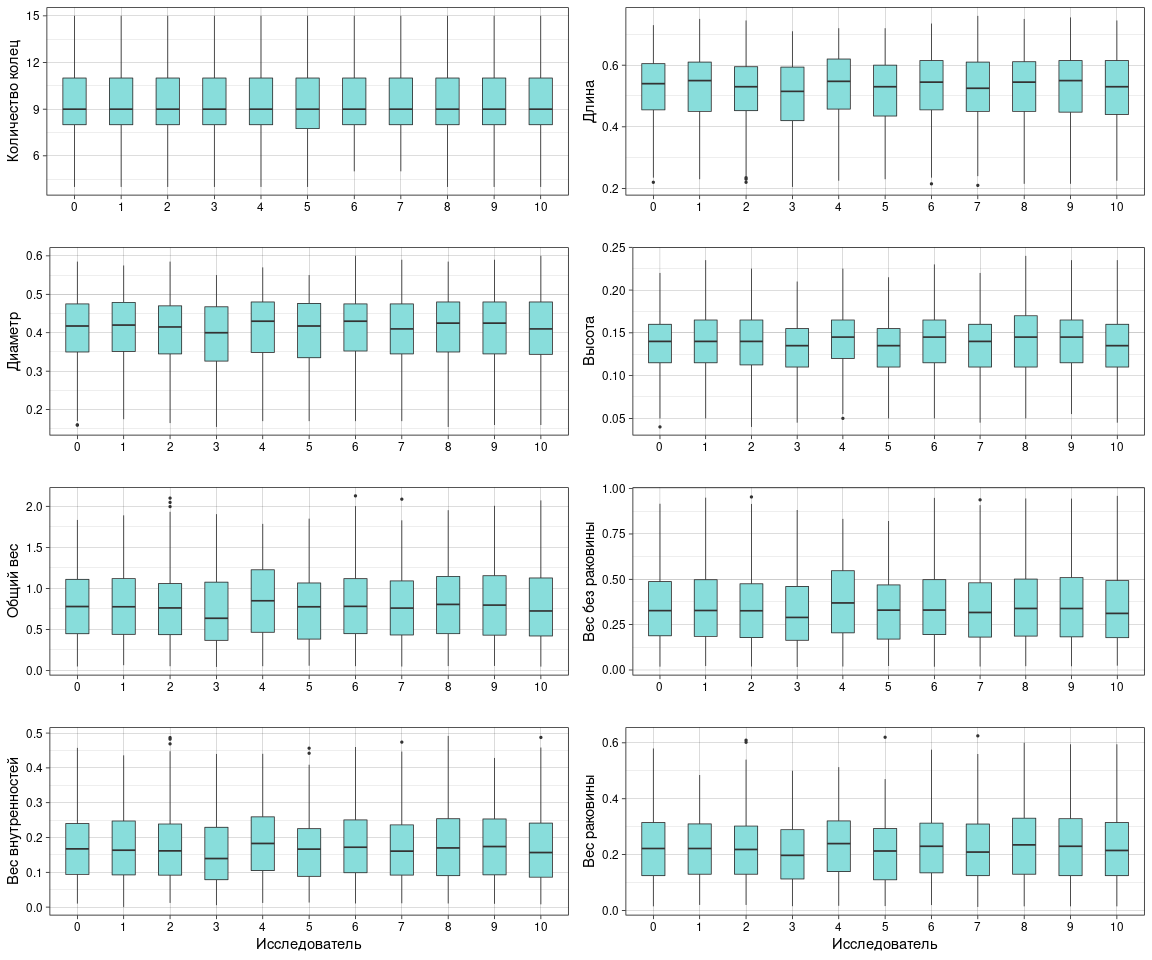 Количество колец
15
12
9
6
0 1 2 3 4 5 6 7 8 9 10
Длина
0.6
0.4
0.2
0 1 2 3 4 5 6 7 8 9 10
Диаметр
0.6
0.5
0.4
0.3
0.2
0 1 2 3 4 5 6 7 8 9 10
Высота
0.25
0.20
0.15
0.10
0.05
0 1 2 3 4 5 6 7 8 9 10
Общий вес
2.0
1.5
1.0
0.5
0.0
0 1 2 3 4 5 6 7 8 9 10
Вес без раковины
1.00
0.75
0.50
0.25
0.00
0 1 2 3 4 5 6 7 8 9 10
Вес внутренностей
0.5
0.4
0.3
0.2
0.1
0.0
0 1 2 3 4 5 6 7 8 9 10
Исследователь
Вес раковины
0.6
0.4
0.2
0.0
0 1 2 3 4 5 6 7 8 9 10
Исследователь